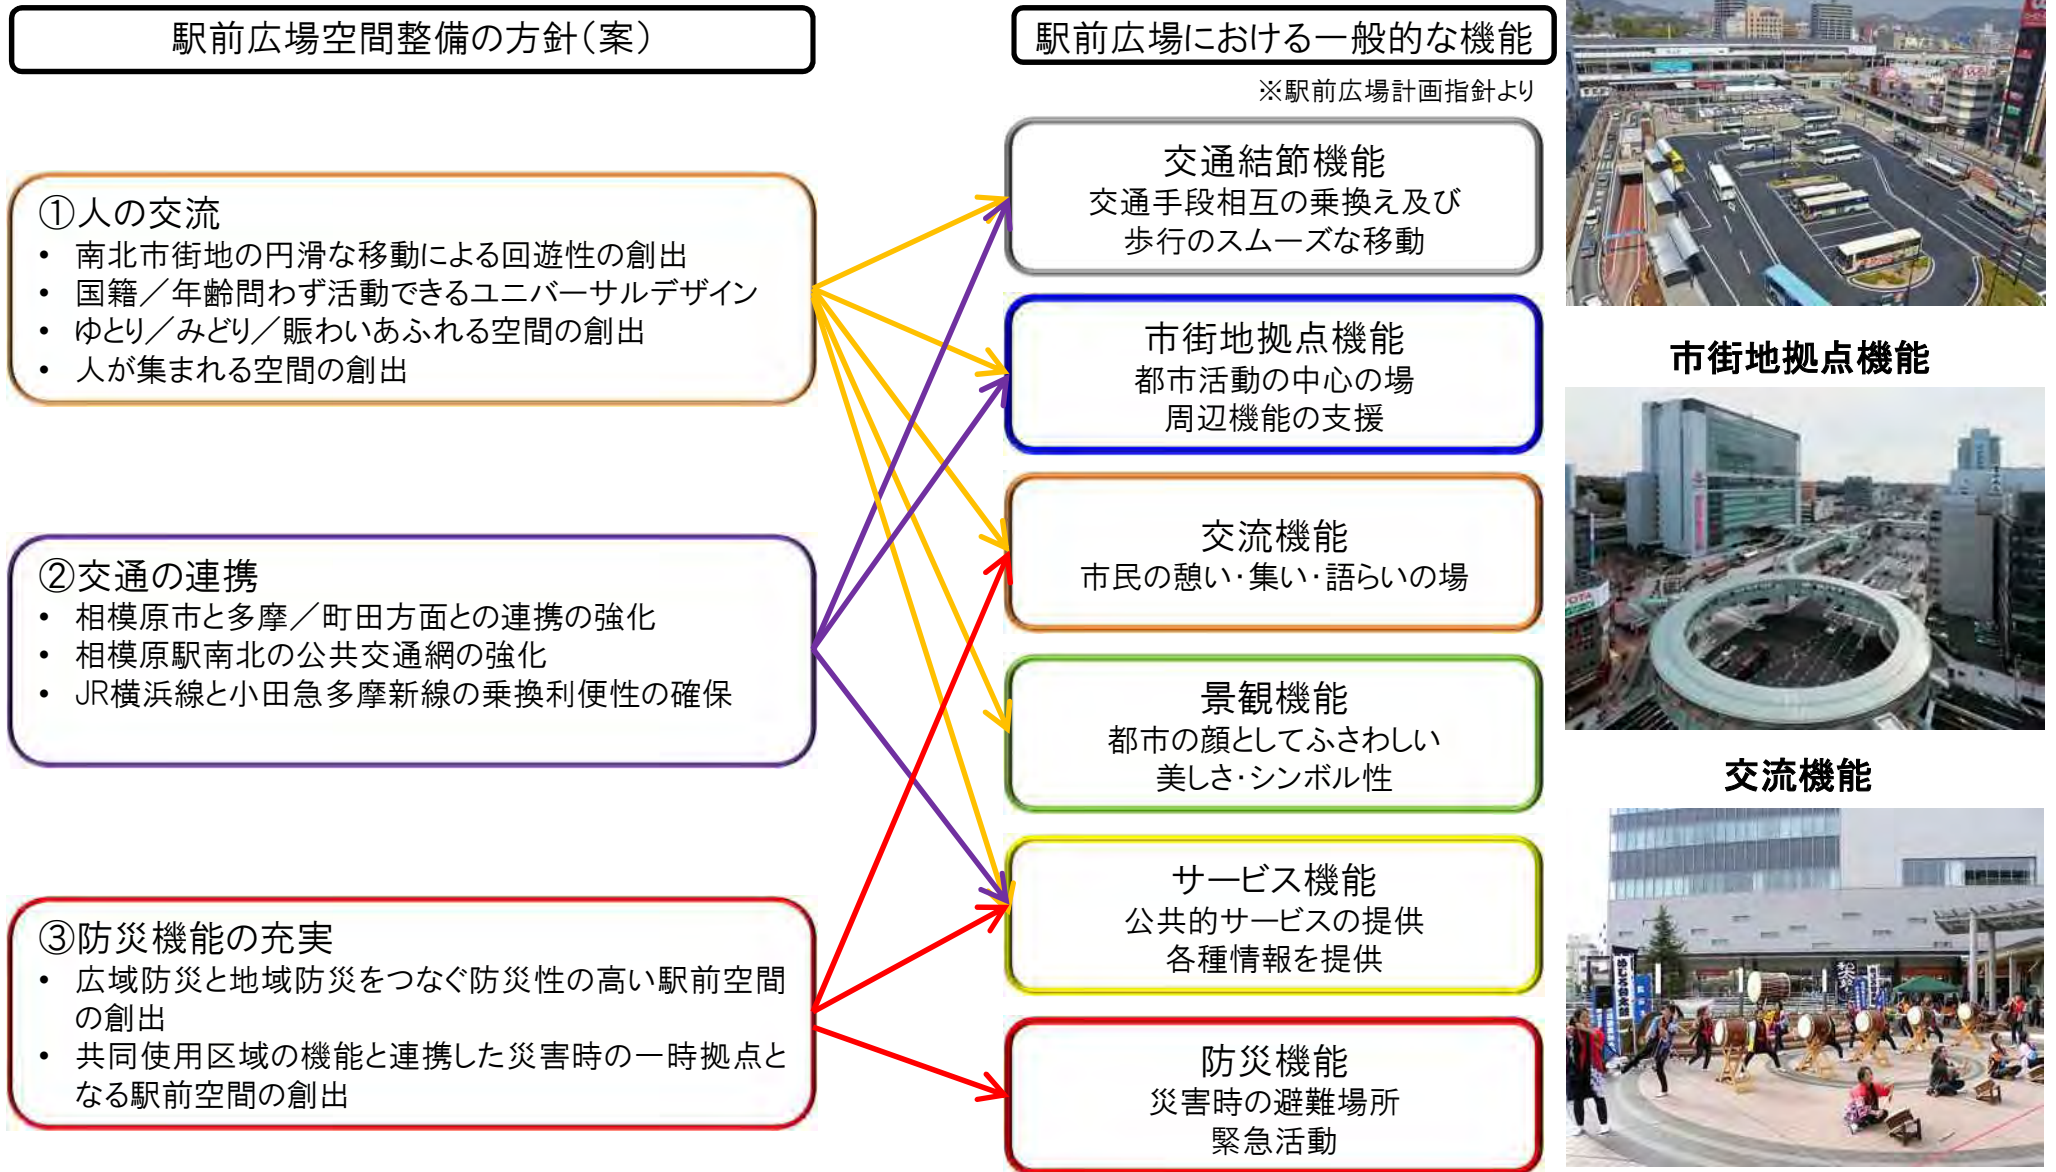 駅前広場空間整備の方針(案)
①人の交流
• 南北市街地の円滑な移動による回遊性の創出
• 国籍/年齢問わず活動できるユニバーサルデザイン
• ゆとり/みどり/賑わいあふれる空間の創出
• 人が集まれる空間の創出
②交通の連携
• 相模原市と多摩/町田方面との連携の強化
• 相模原駅南北の公共交通網の強化
• JR横浜線と小田急多摩新線の乗換利便性の確保
③防災機能の充実
• 広域防災と地域防災をつなぐ防災性の高い駅前空間
の創出
• 共同使用区域の機能と連携した災害時の一時拠点と
なる駅前空間の創出
駅前広場における一般的な機能
※駅前広場計画指針より
交通結節機能
交通手段相互の乗換え及び
歩行のスムーズな移動
市街地拠点機能
都市活動の中心の場
周辺機能の支援
交流機能
市民の憩い・集い・語らいの場
景観機能
都市の顔としてふさわしい
美しさ・シンボル性
サービス機能
公共的サービスの提供
各種情報を提供
防災機能
災害時の避難場所
緊急活動
市街地拠点機能
交流機能